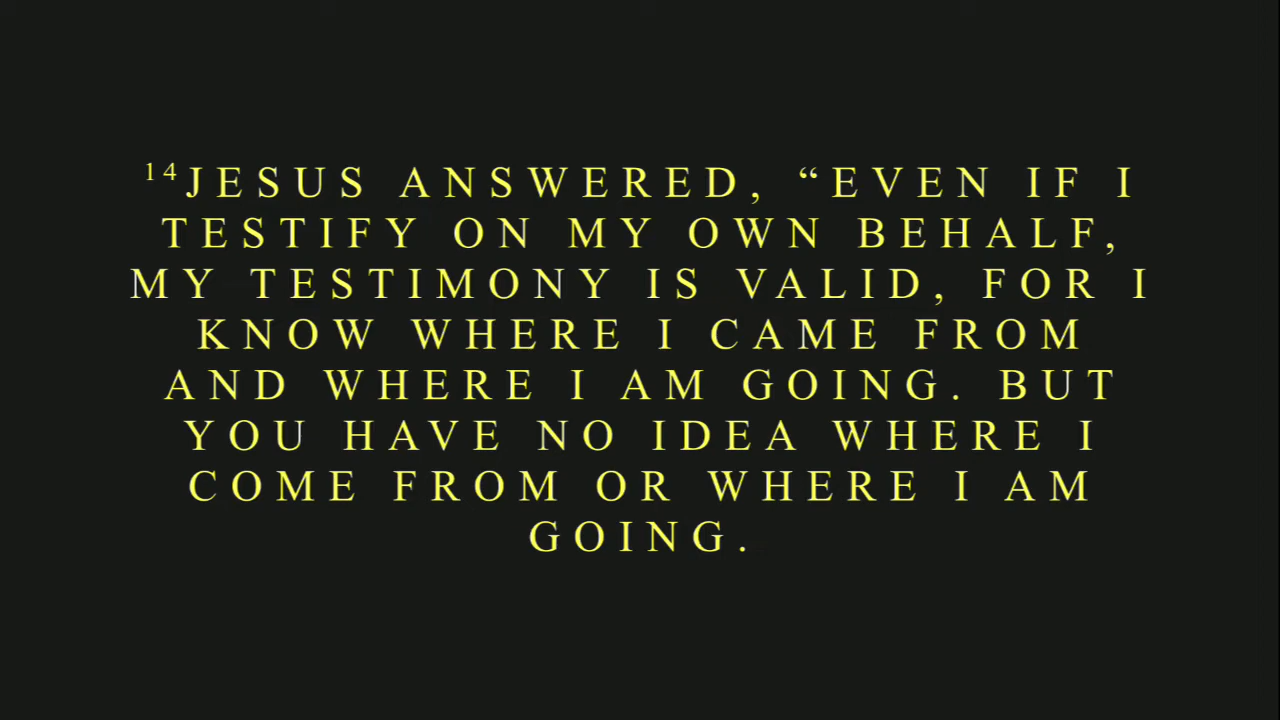 ¹⁴JESUS ANSWERED, “EVEN IF I
TESTIFY ON MY OWN BEHALF,
MY TESTIMONY IS VALID, FOR I
KNOW WHERE I CAME FROM
AND WHERE I AM GOING. BUT
YOU HAVE NO IDEA WHERE I
COME FROM OR WHERE I AM
GOING.